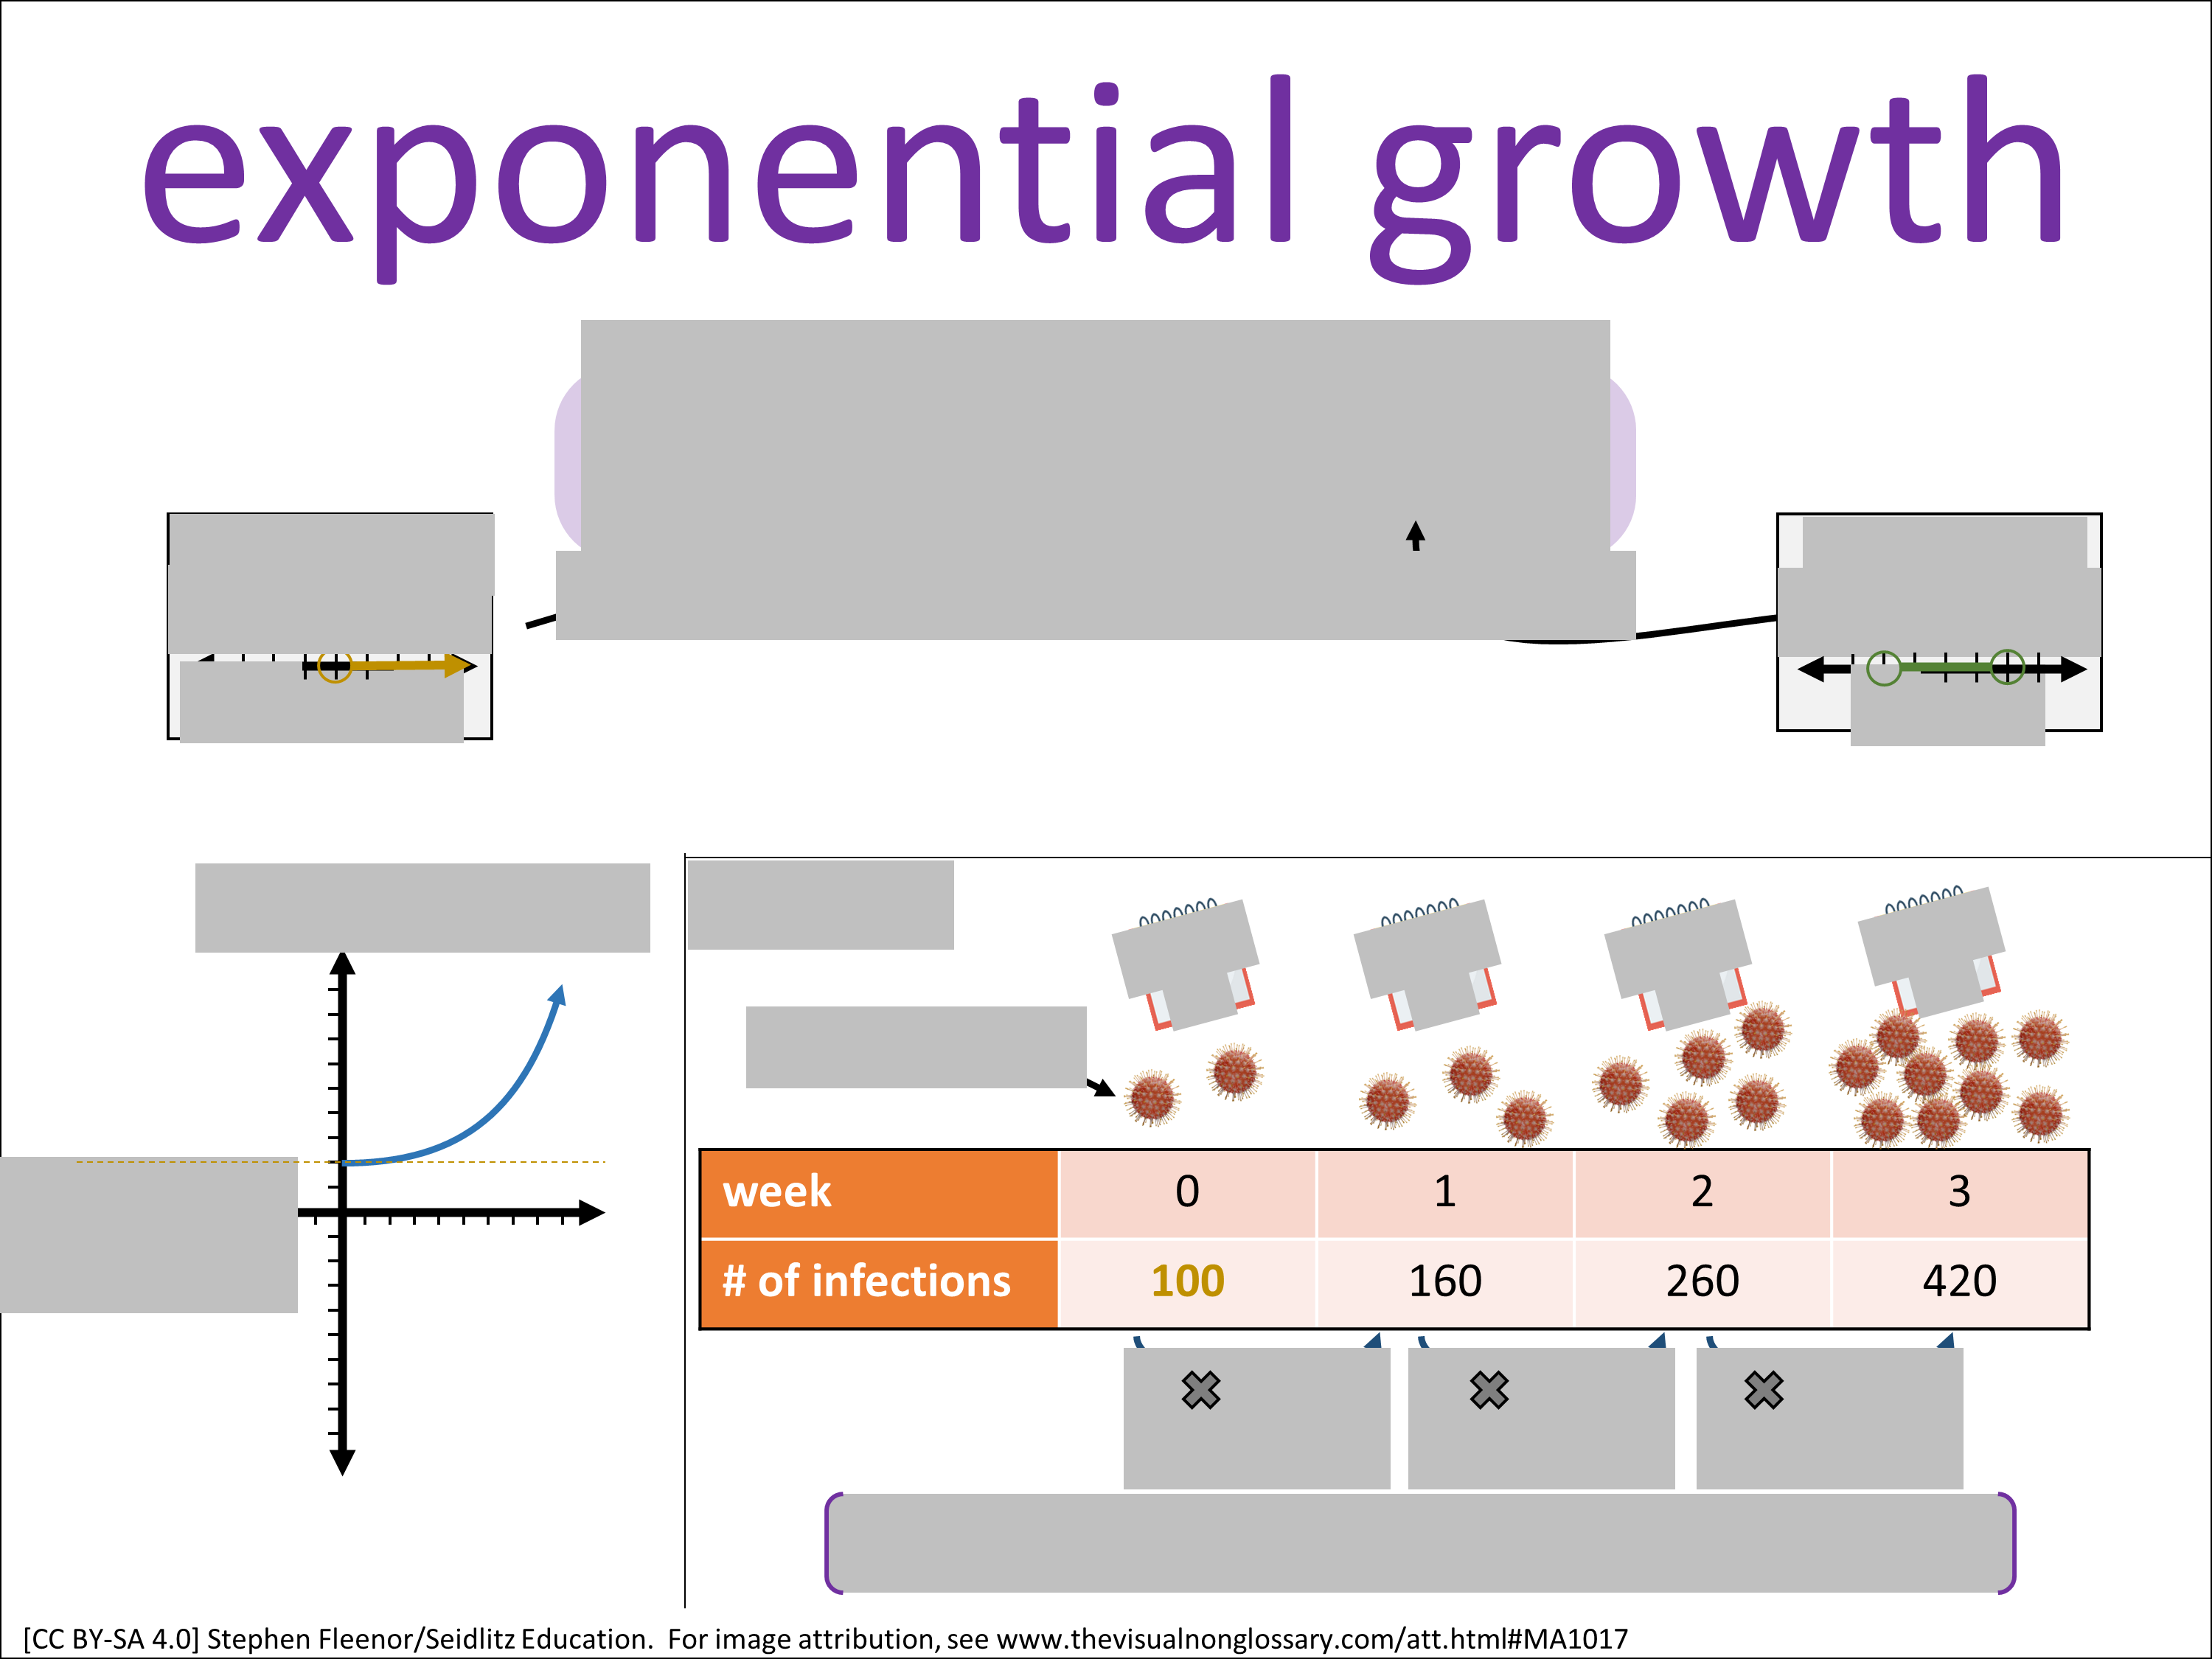 exponential growth
week 0 1 2 3
# of infections 100 160 260 420
[CC BY-SA 4.0] Stephen Fleenor/Seidlitz Education.  For image attribution, see www.thevisualnonglossary.com/att.html#MA1017